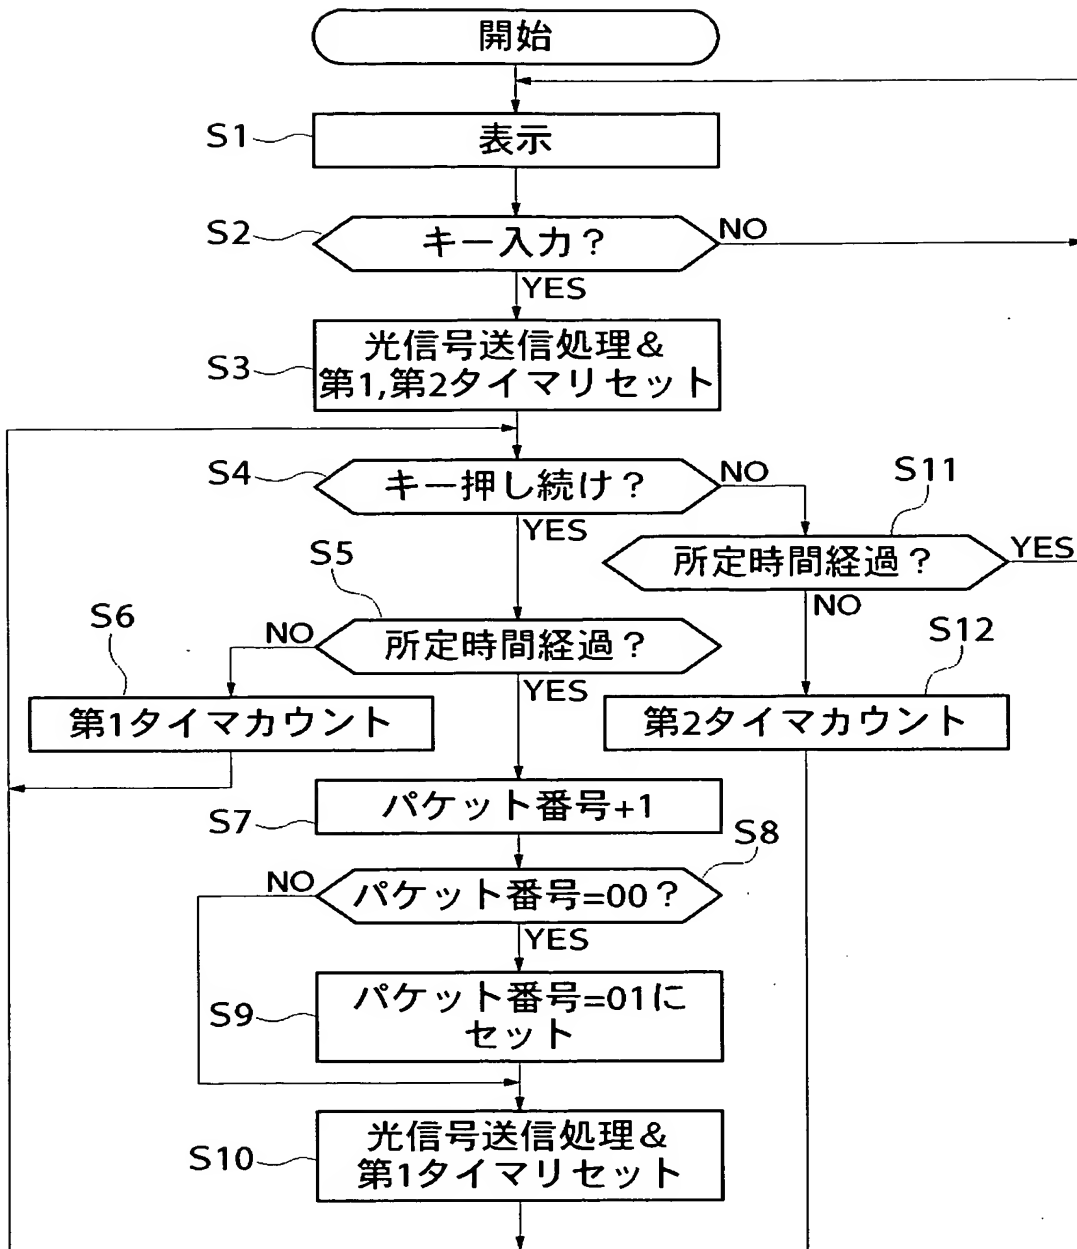 開始
S1
表示
S2
キー入力?
NO
YES
S3
光信号送信処理&
第1,第2タイマリセット
S4
キー押し続け?
NO
S11
YES
所定時間経過?
YES
S5
NO
S6
NO
所定時間経過?
S12
YES
第1タイマカウント
第2タイマカウント
S7
パケット番号+1
S8
NO
パケット番号=00?
YES
S9
パケット番号=01に
セット
S10
光信号送信処理&
第1タイマリセット